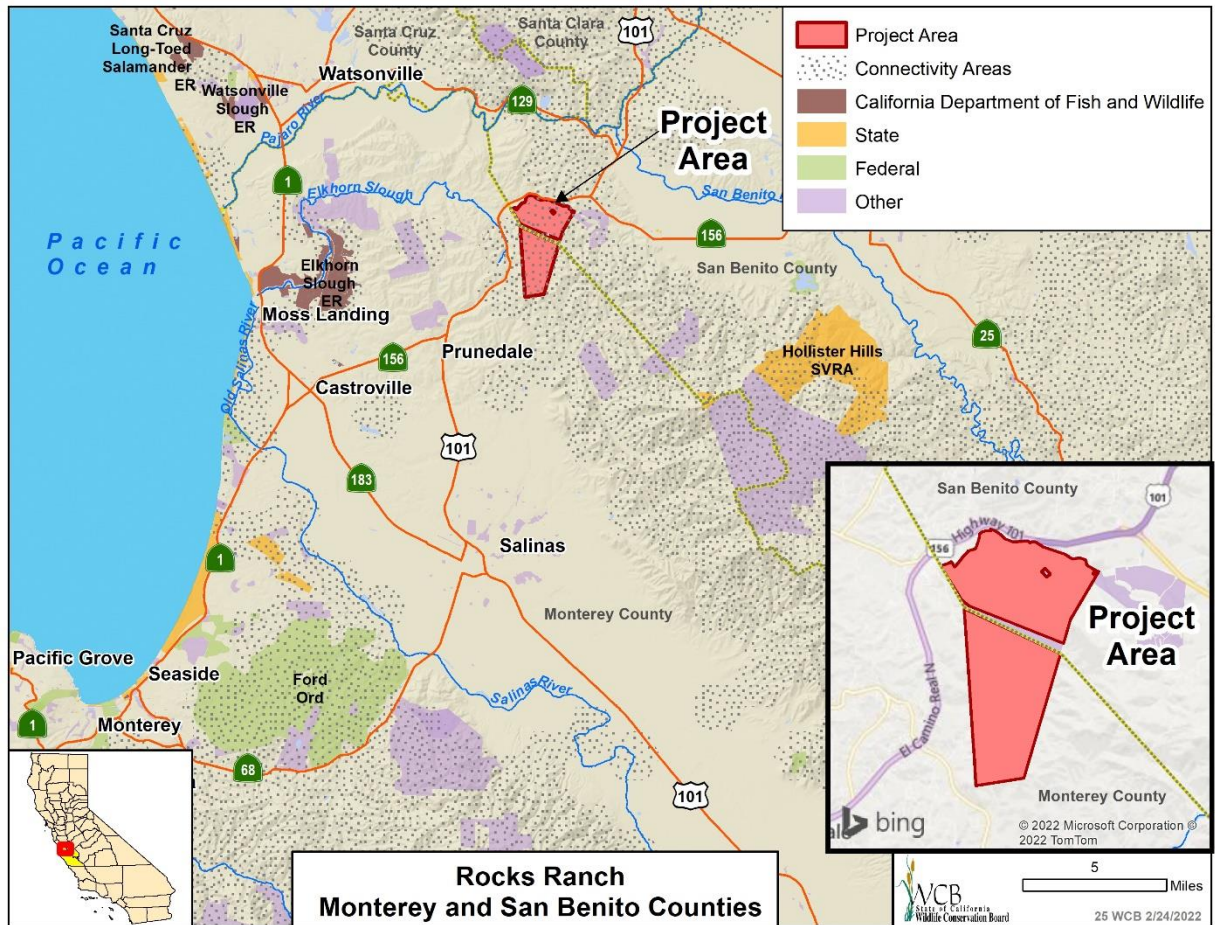 Santa Cruz
Long-Toed
Salamander
ER
Watsonville
Slough
ER
Santa Cruz
County
Santa Clara
County
101
Watsonville
129
Pajaro River
Project
Area
1
Elkhorn Slough
San Benito
156
Pacific
Ocean
Elkhorn
Slough
ER
Moss Landing
San Benito County
25
Old Salinas River
156
Prunedale
Hollister Hills
SVRA
Castroville
101
183
Salinas
1
Monterey County
Pacific Grove
Seaside
Ford
Ord
Salinas River
Monterey
1
68
101
Project Area
Connectivity Areas
California Department of Fish and Wildlife
State
Federal
Other
San Benito County
101
Highway 101
156
Project
Area
El Camino Real N
Monterey County
ale
bing
© 2022 Microsoft Corporation ©
2022 TomTom
Rocks Ranch
Monterey and San Benito Counties
WCB
State of California
Wildlife Conservation Board
5
Miles
25 WCB 2/24/2022